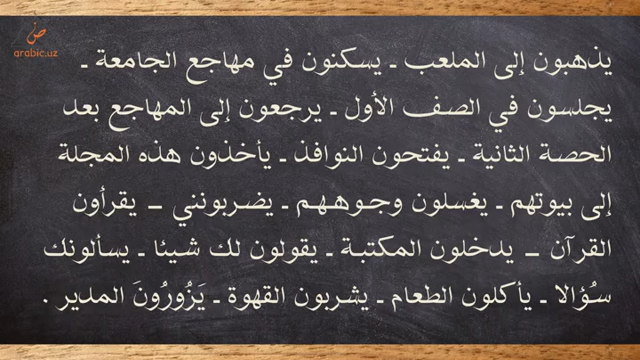 ض
arabic.uz
يذهبون إلى الملعب ـ يسكنون في مهاجع الجامعة ـ
يجلسون في الصف الأول ـ يرجعون إلى المهاجع بعد
الحصة الثانية ـ يفتحون النوافذ ـ يأخذون هذه المجلة
إلى بيوتهم ـ يغسلون وجوههم ـ يضربونني ــ يقرأون
القرآن ــ يدخلون المكتبة ـ يقولون لك شيئا ـ يسألونك
سُؤالا ـ يأكلون الطعام ـ يشربون القهوة ـ يَزُورُونَ المدير .